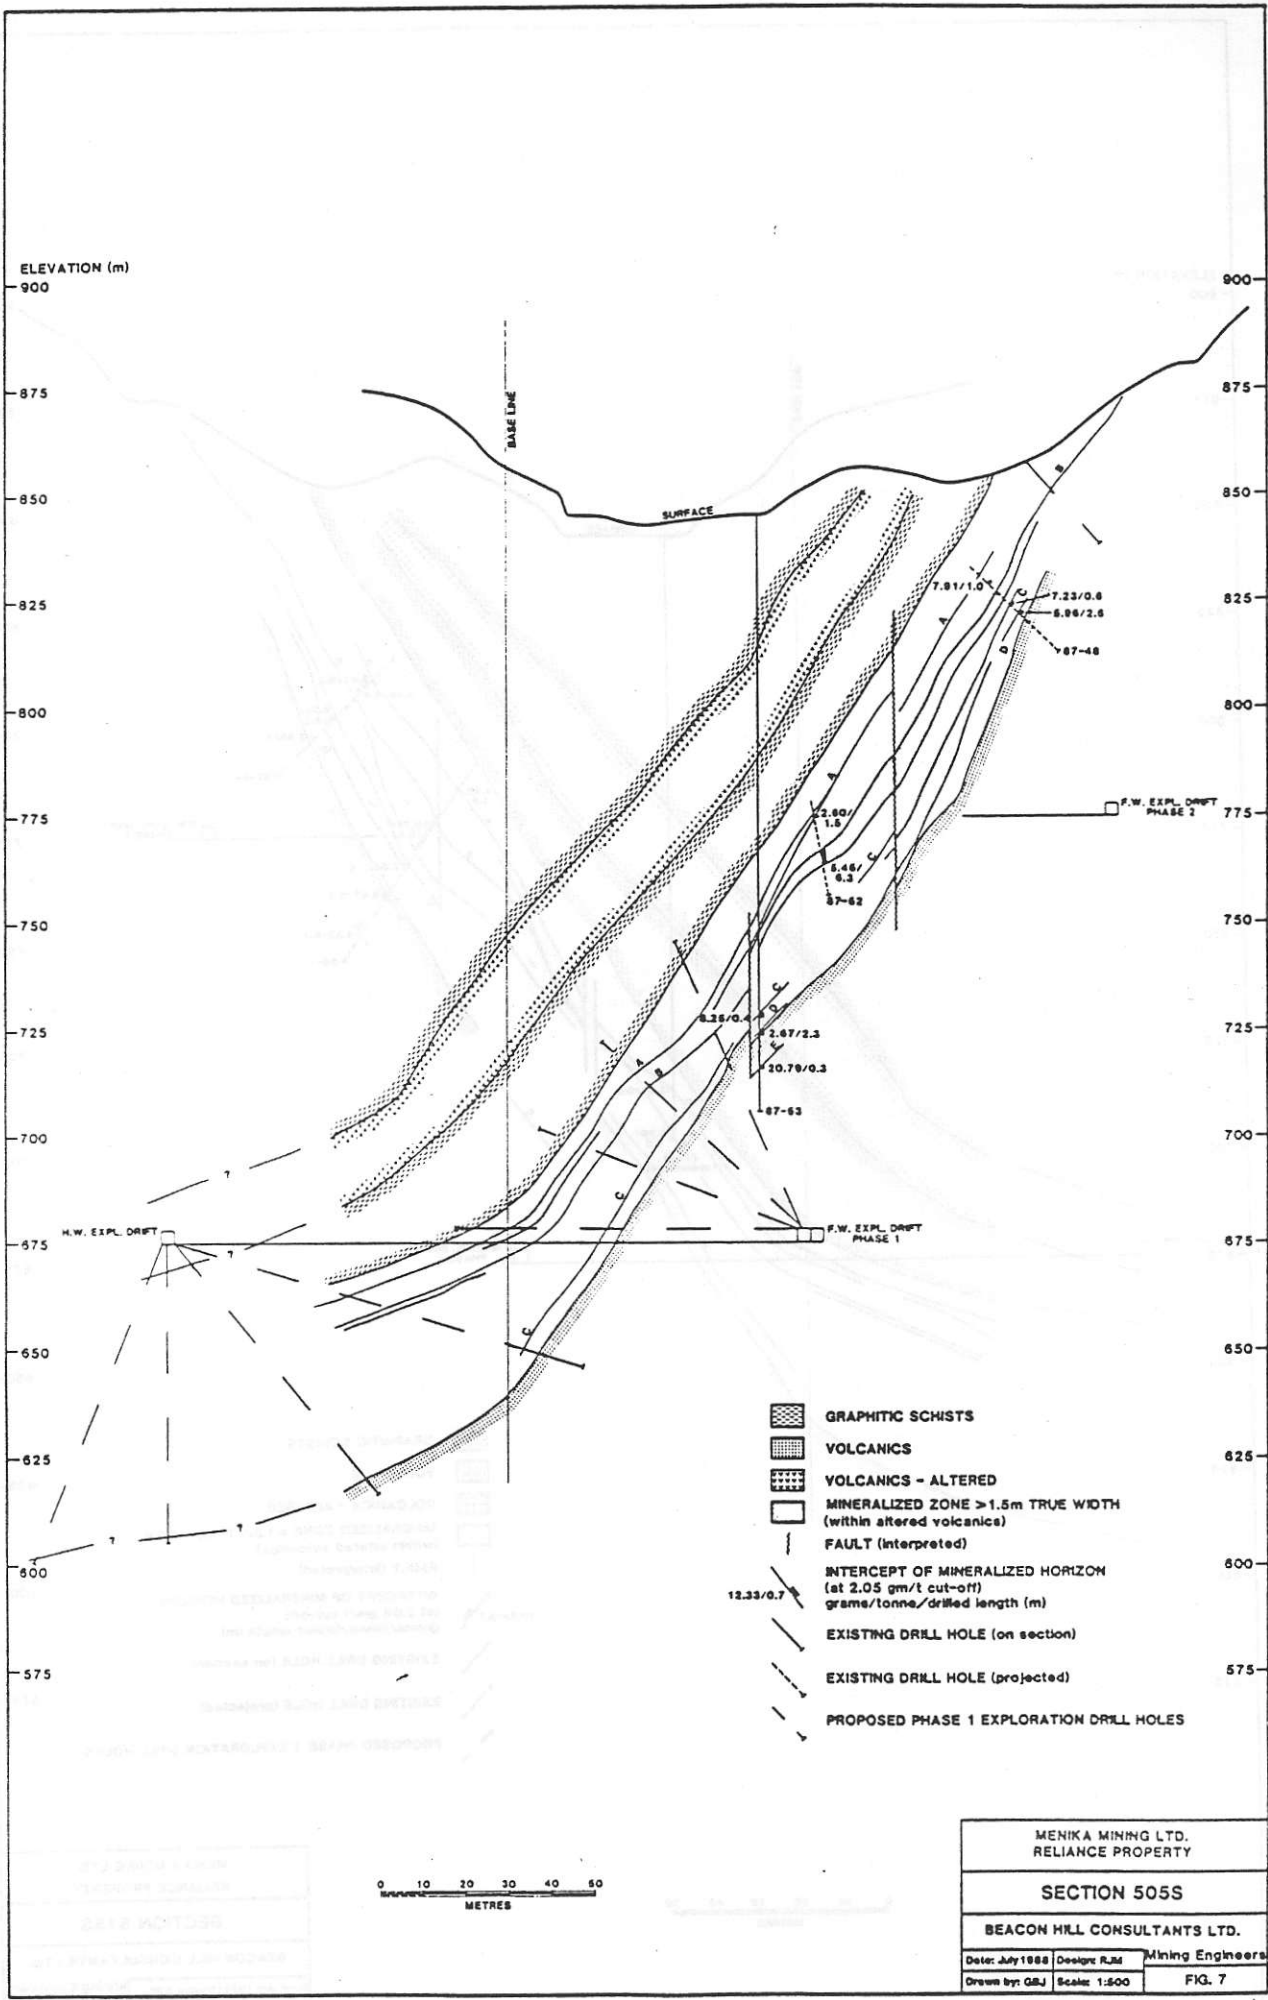 ELEVATION (m)
900
900
875
875
BASE LINE
850
850
SURFACE
B
825
825
7.91/1.0
C
7.23/0.6
5.96/2.6
A
D
87-48
800
800
A
775
775
F.W. EXPL. DRIFT
PHASE 2
2.60/
1.5
C
5.45/
6.3
87-62
750
750
C
D
725
725
8.25/0.4
2.67/2.3
E
A
B
20.79/0.3
87-63
700
700
?
C
H.W. EXPL. DRIFT
F.W. EXPL. DRIFT
PHASE 1
675
675
?
C
650
650
625
625
?
?
600
600
575
575
GRAPHITIC SCHISTS
VOLCANICS
VOLCANICS - ALTERED
MINERALIZED ZONE >1.5m TRUE WIDTH
(within altered volcanics)
FAULT (interpreted)
INTERCEPT OF MINERALIZED HORIZON
(at 2.05 gm/t cut-off)
12.33/0.7
grams/tonne/drilled length (m)
EXISTING DRILL HOLE (on section)
EXISTING DRILL HOLE (projected)
PROPOSED PHASE 1 EXPLORATION DRILL HOLES
0 10 20 30 40 50
METRES
MENIKA MINING LTD.
RELIANCE PROPERTY
SECTION 505S
BEACON HILL CONSULTANTS LTD.
Date: July 1988 Design: RJM Mining Engineers
Drawn by: GBJ Scale: 1:500 FIG. 7